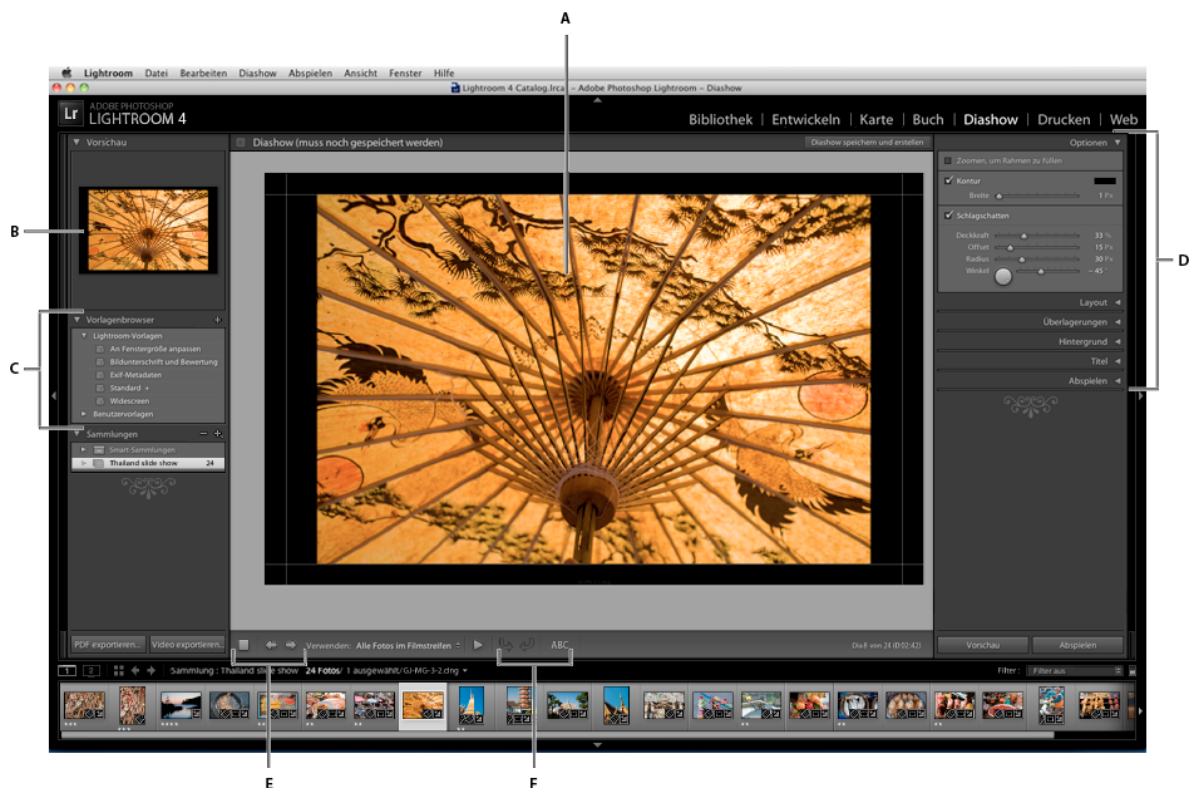 A
Lightroom Datei Bearbeiten Diashow Abspielen Ansicht Fenster Hilfe
Lightroom 4 Catalog.lrcat – Adobe Photoshop Lightroom – Diashow
Lr ADOBE PHOTOSHOP
LIGHTROOM 4
Bibliothek | Entwickeln | Karte | Buch | Diashow | Drucken | Web
Vorschau
Diashow (muss noch gespeichert werden)
Diashow speichern und erstellen
Optionen
Zoomen, um Rahmen zu füllen
Kontur
Breite 1 Px
Schlagschatten
Deckkraft 33 %
Offset 15 Px
Radius 30 Px
Winkel – 45 °
Layout
Überlagerungen
Hintergrund
Titel
Abspielen
B
D
C
Vorlagenbrowser +
Lightroom-Vorlagen
An Fenstergröße anpassen
Bildunterschrift und Bewertung
Exif-Metadaten
Standard +
Widescreen
Benutzervorlagen
Sammlungen – +
Smart-Sammlungen
Thailand slide show 24
PDF exportieren... Video exportieren...
Verwenden: Alle Fotos im Filmstreifen
ABC
Dia 8 von 24 (0:02:42)
Vorschau Abspielen
1 2 Sammlung : Thailand slide show 24 Fotos/ 1 ausgewählt/GJ-MG-3-2.dng
Filter : Filter aus
E F